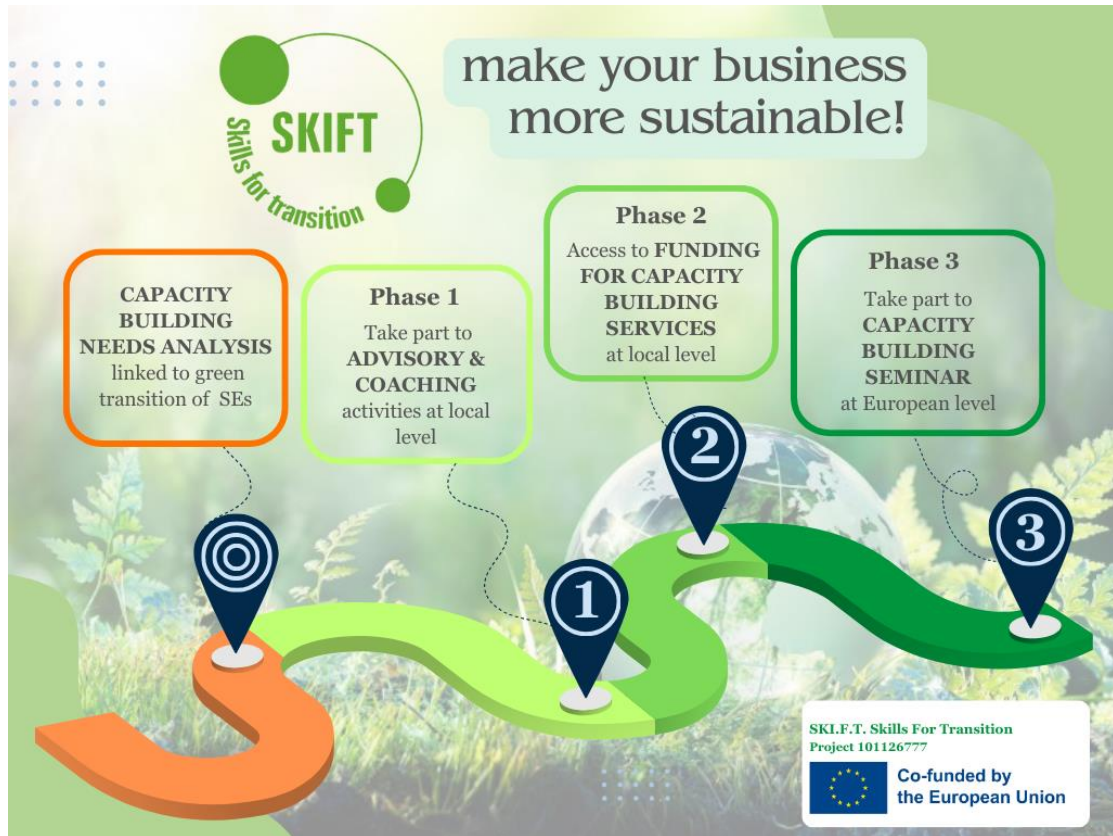 SKIFT
Skills for transition
make your business
more sustainable!
CAPACITY
BUILDING
NEEDS ANALYSIS
linked to green
transition of SEs
Phase 1
Take part to
ADVISORY &
COACHING
activities at local
level
Phase 2
Access to FUNDING
FOR CAPACITY
BUILDING
SERVICES
at local level
Phase 3
Take part to
CAPACITY
BUILDING
SEMINAR
at European level
1
2
3
SKI.F.T. Skills For Transition
Project 101126777
Co-funded by
the European Union